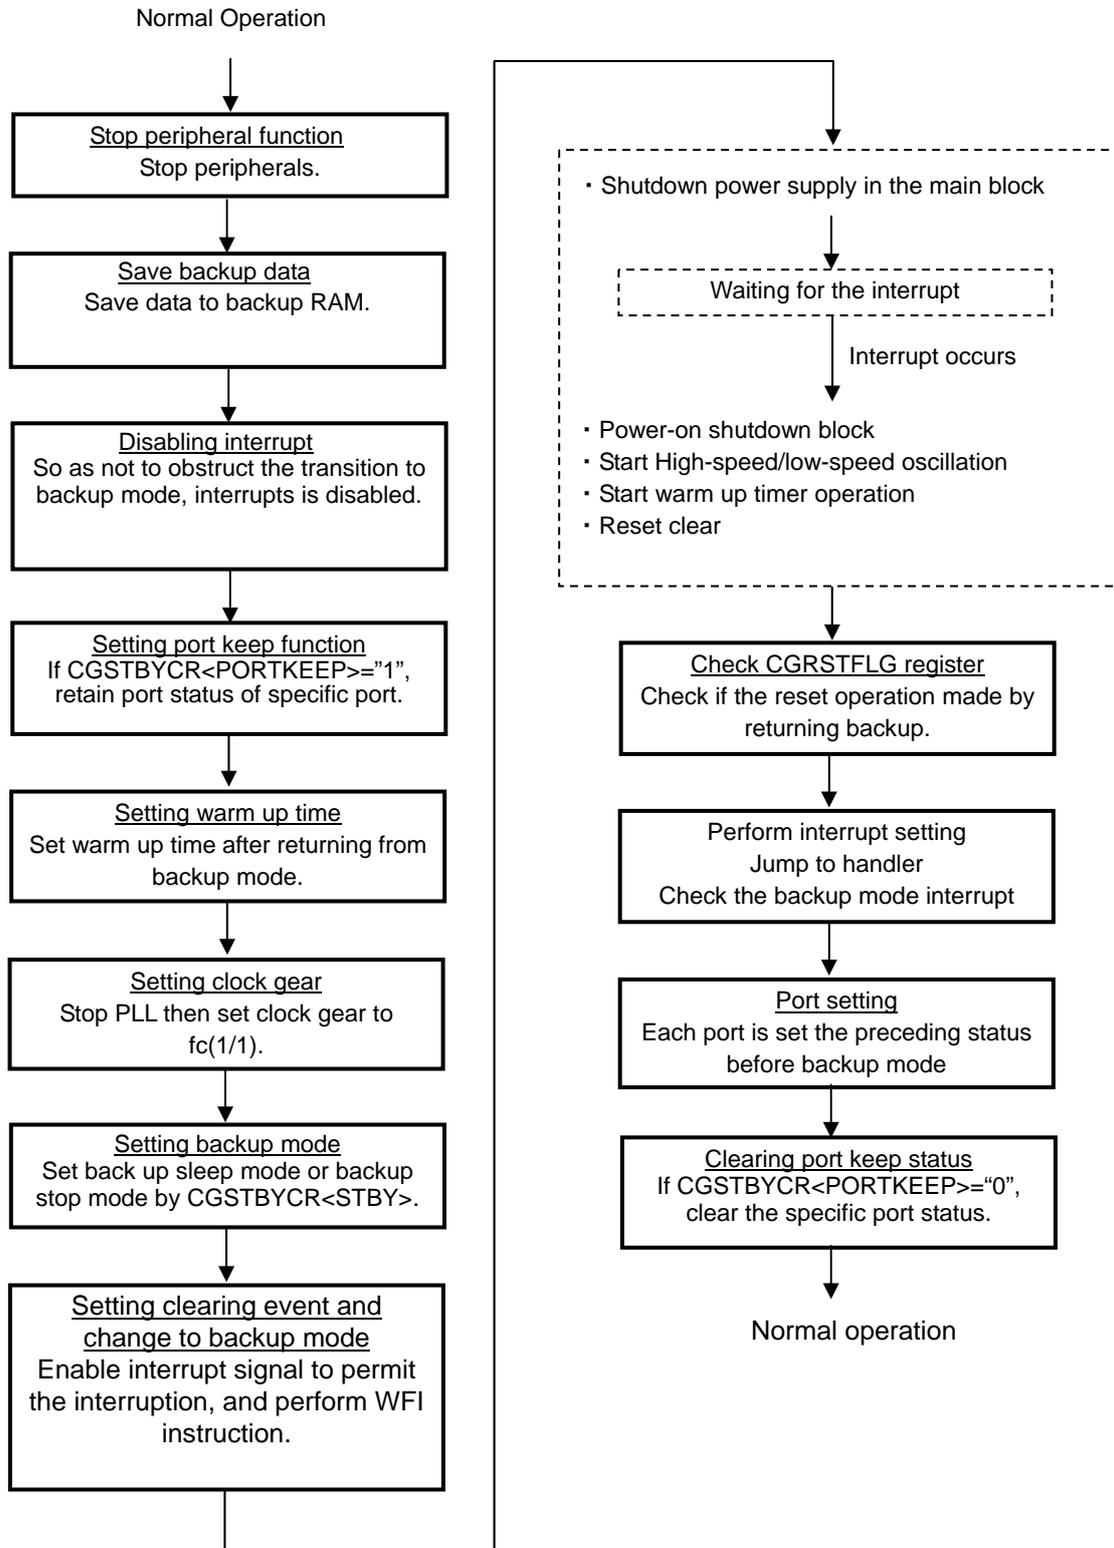 Normal Operation
Stop peripheral function
Stop peripherals.
Save backup data
Save data to backup RAM.
Disabling interrupt
So as not to obstruct the transition to
backup mode, interrupts is disabled.
Setting port keep function
If CGSTBYCR<PORTKEEP>=”1”,
retain port status of specific port.
Setting warm up time
Set warm up time after returning from
backup mode.
Setting clock gear
Stop PLL then set clock gear to
fc(1/1).
Setting backup mode
Set back up sleep mode or backup
stop mode by CGSTBYCR<STBY>.
Setting clearing event and
change to backup mode
Enable interrupt signal to permit
the interruption, and perform WFI
instruction.
・Shutdown power supply in the main block
Waiting for the interrupt
Interrupt occurs
・Power-on shutdown block
・Start High-speed/low-speed oscillation
・Start warm up timer operation
・Reset clear
Check CGRSTFLG register
Check if the reset operation made by
returning backup.
Perform interrupt setting
Jump to handler
Check the backup mode interrupt
Port setting
Each port is set the preceding status
before backup mode
Clearing port keep status
If CGSTBYCR<PORTKEEP>=“0”,
clear the specific port status.
Normal operation